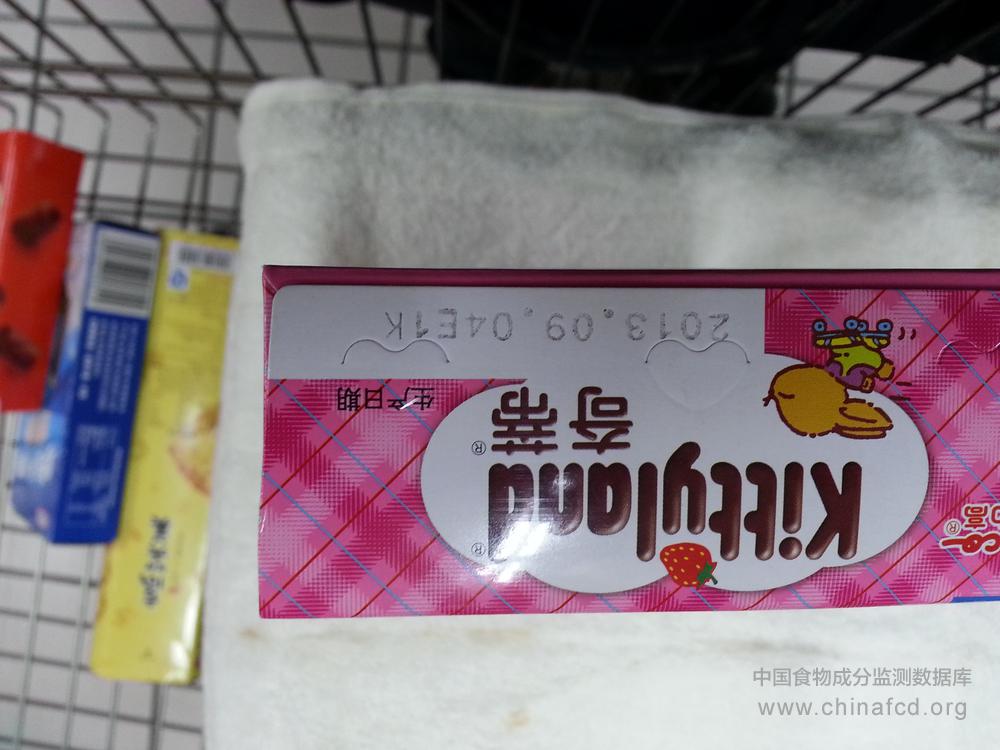 Kittyland®
奇蒂®
生产日期
2013.09.04E1K
中国食物成分监测数据库
www.chinafcd.org